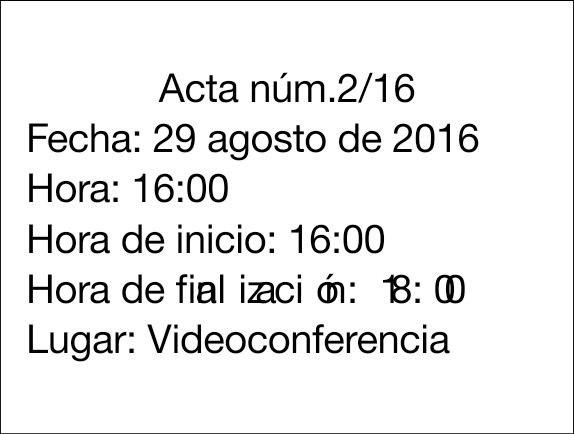 Acta núm.2/16
Fecha: 29 agosto de 2016
Hora: 16:00
Hora de inicio: 16:00
Hora de finalización: 18:00
Lugar: Videoconferencia